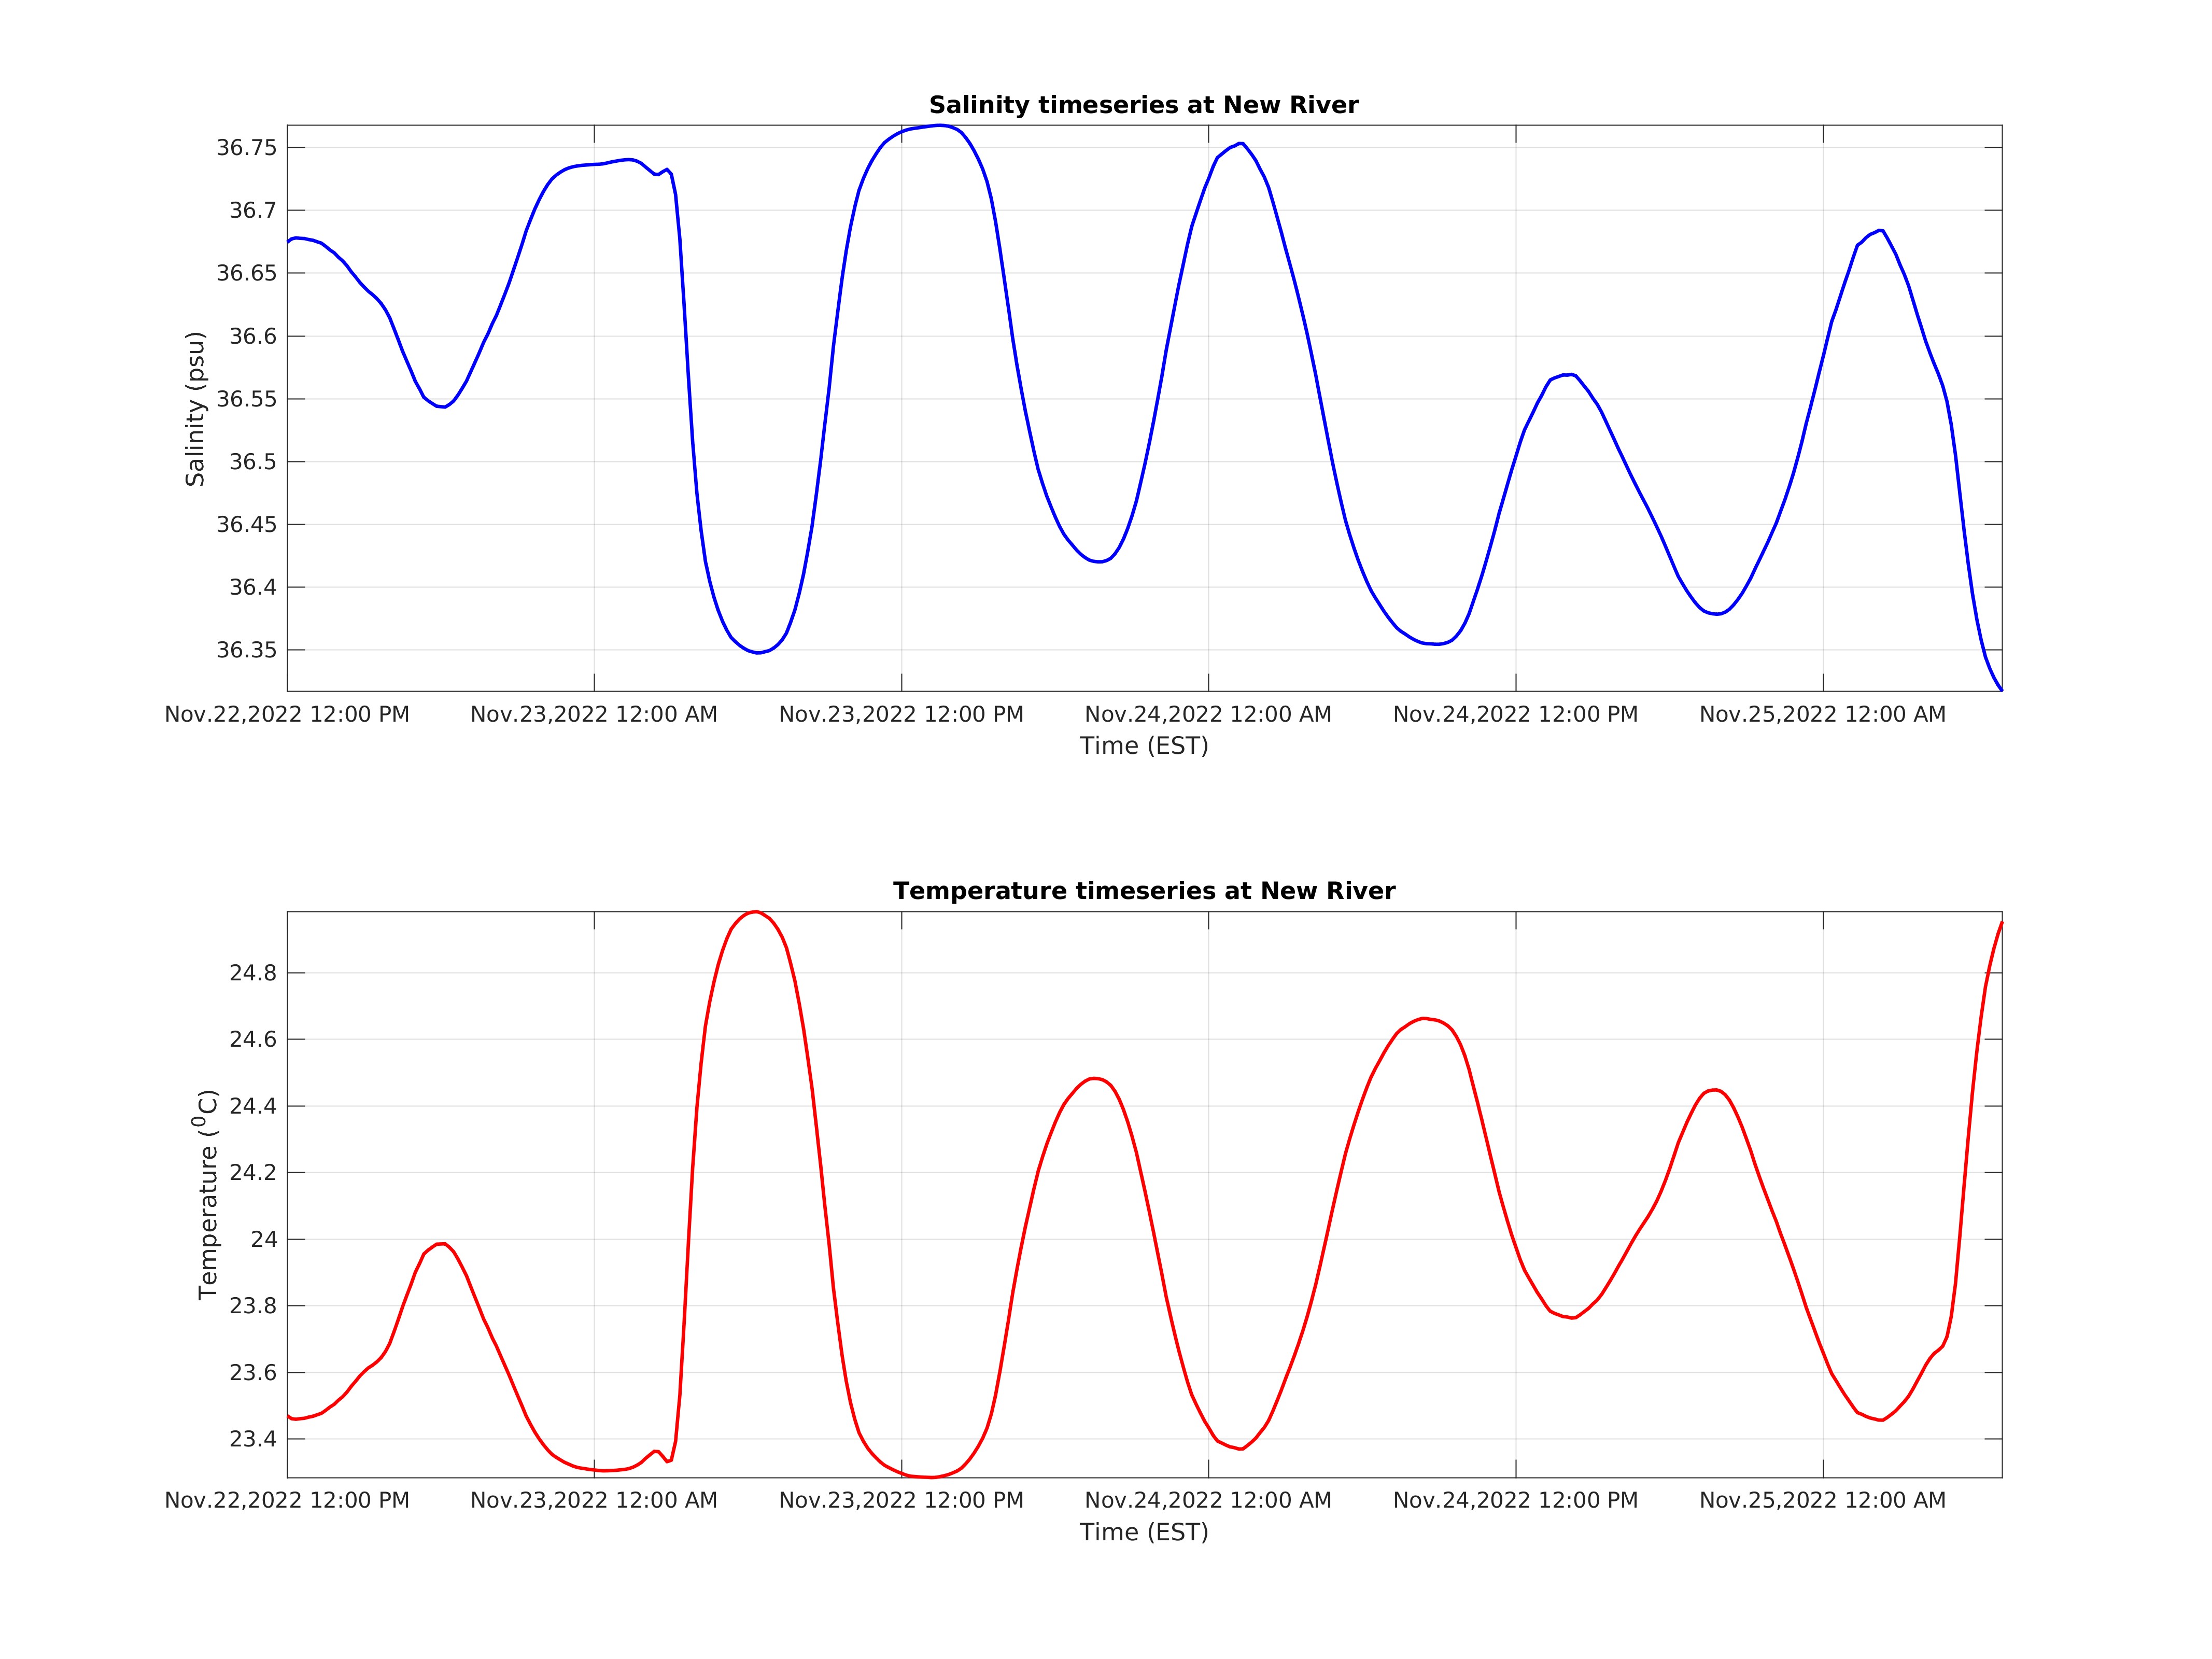 Salinity timeseries at New River
36.75
36.7
36.65
36.6
36.55
36.5
36.45
36.4
36.35
Salinity (psu)
Nov.22,2022 12:00 PM Nov.23,2022 12:00 AM Nov.23,2022 12:00 PM Nov.24,2022 12:00 AM Nov.24,2022 12:00 PM Nov.25,2022 12:00 AM
Time (EST)
Temperature timeseries at New River
24.8
24.6
24.4
24.2
24
23.8
23.6
23.4
Temperature (⁰C)
Nov.22,2022 12:00 PM Nov.23,2022 12:00 AM Nov.23,2022 12:00 PM Nov.24,2022 12:00 AM Nov.24,2022 12:00 PM Nov.25,2022 12:00 AM
Time (EST)